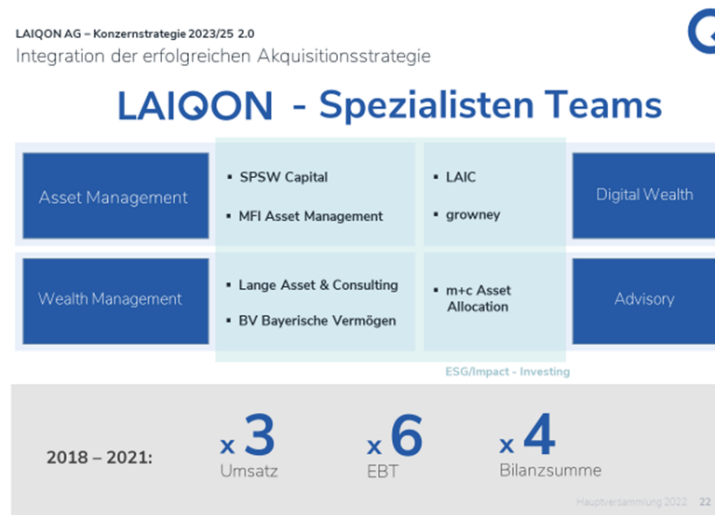 LAIQON AG – Konzernstrategie 2023/25 2.0
Integration der erfolgreichen Akquisitionsstrategie
LAIQON - Spezialisten Teams
Asset Management
▪ SPSW Capital
▪ MFI Asset Management
▪ LAIC
▪ growney
Digital Wealth
Wealth Management
▪ Lange Asset & Consulting
▪ BV Bayerische Vermögen
▪ m+c Asset
Allocation
Advisory
ESG/Impact - Investing
2018 – 2021:
x 3
Umsatz
x 6
EBT
x 4
Bilanzsumme
Hauptversammlung 2022 22